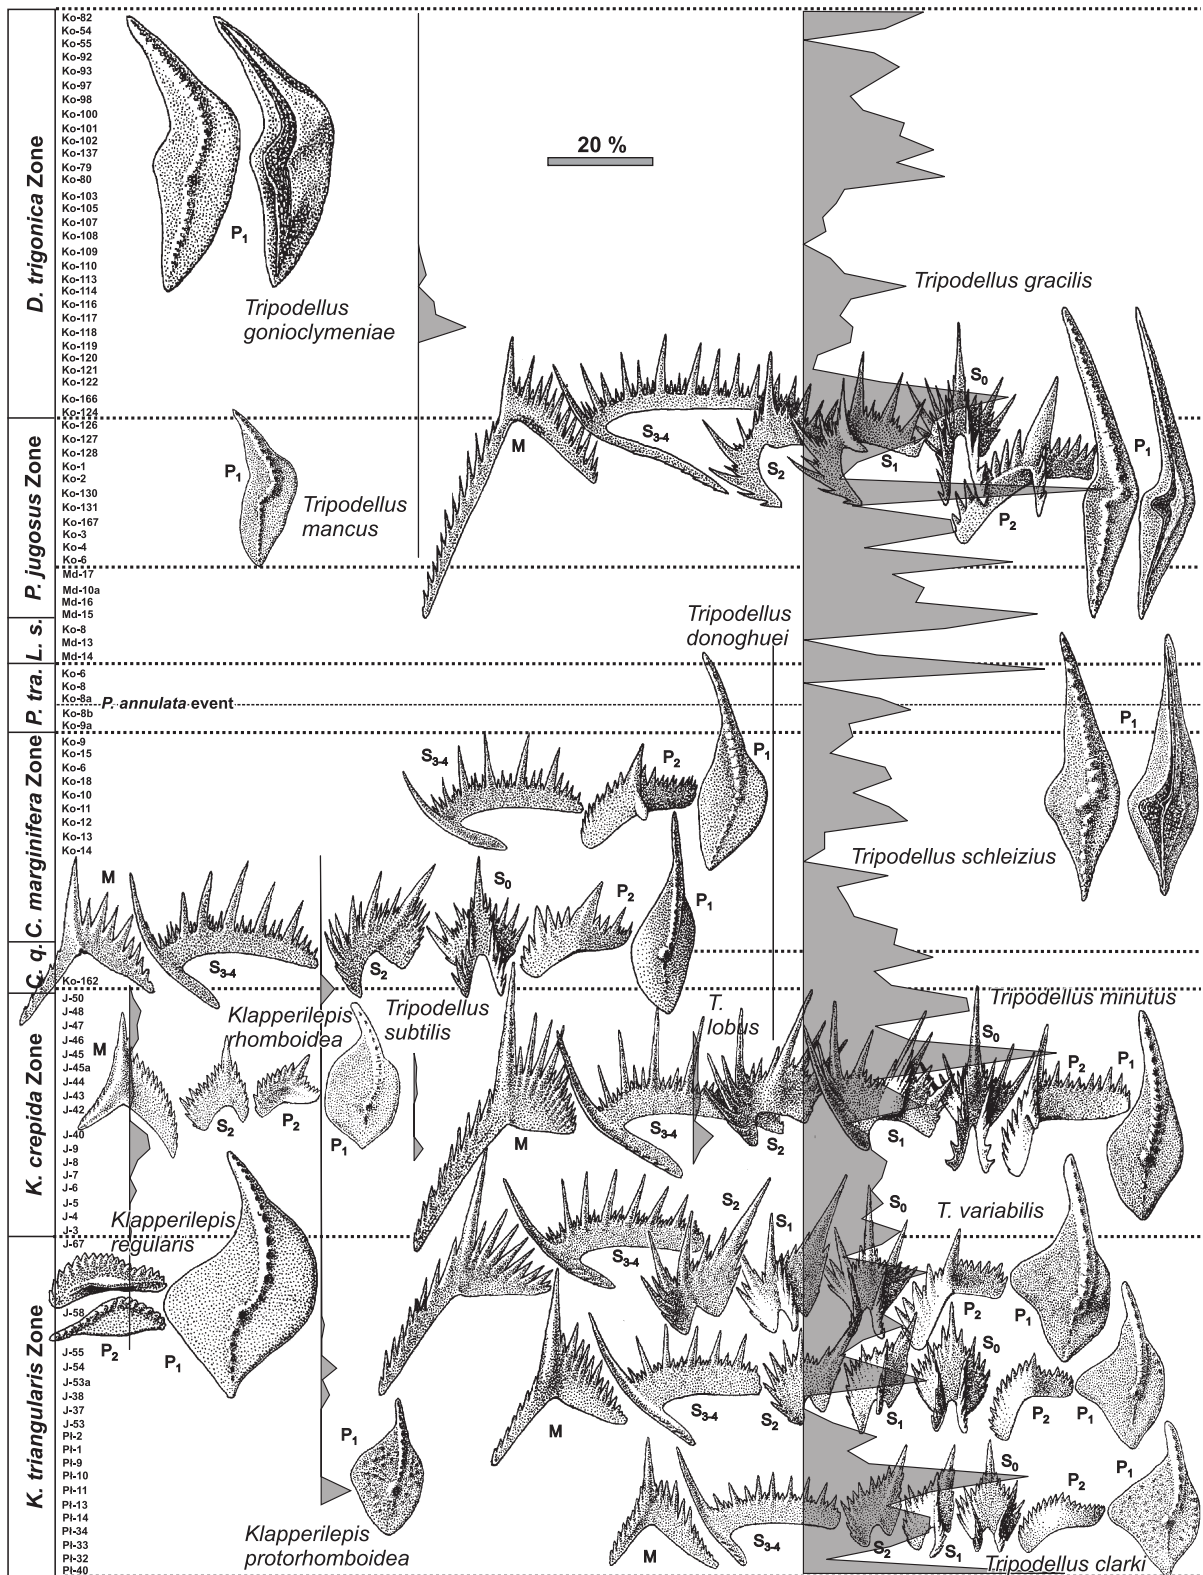 D. trigonica Zone
P. jugosus Zone
L. s.
P. tra.
C. marginifera Zone
C. q.
K. crepida Zone
K. triangularis Zone
Ko-82
Ko-54
Ko-55
Ko-92
Ko-93
Ko-97
Ko-98
Ko-100
Ko-101
Ko-102
Ko-137
Ko-79
Ko-80
Ko-103
Ko-105
Ko-107
Ko-108
Ko-109
Ko-110
Ko-113
Ko-114
Ko-116
Ko-117
Ko-118
Ko-119
Ko-120
Ko-121
Ko-122
Ko-166
Ko-124
Ko-126
Ko-127
Ko-128
Ko-1
Ko-2
Ko-130
Ko-131
Ko-167
Ko-3
Ko-4
Ko-6
Md-17
Md-10a
Md-16
Md-15
Ko-8
Md-13
Md-14
Ko-6
Ko-8
Ko-8a
Ko-8b
Ko-9a
Ko-9
Ko-15
Ko-6
Ko-18
Ko-10
Ko-11
Ko-12
Ko-13
Ko-14
Ko-162
J-50
J-48
J-47
J-46
J-45
J-45a
J-44
J-43
J-42
J-40
J-9
J-8
J-7
J-6
J-5
J-4
J-3
J-67
J-58
J-55
J-54
J-53a
J-38
J-37
J-53
Pl-2
Pl-1
Pl-9
Pl-10
Pl-11
Pl-13
Pl-14
Pl-34
Pl-33
Pl-32
Pl-40
20 %
P1
Tripodellus
gonioclymeniae
Tripodellus gracilis
M
S3-4
S2
S1
S0
P2
P1
P1
Tripodellus
mancus
P. annulata event
Tripodellus
donoghuei
S3-4
P2
P1
P1
Tripodellus schleizius
M
S3-4
S2
S0
P2
P1
Tripodellus
subtilis
Klapperilepis
rhomboidea
M
S2
P2
P1
T.
lobus
Tripodellus minutus
M
S3-4
S2
S1
S0
P2
P1
Klapperilepis
regularis
P2
P1
T. variabilis
S3-4
S2
S1
S0
P2
P1
M
S3-4
S2
S1
S0
P2
P1
P1
Klapperilepis
protorhomboidea
M
S3-4
S2
S1
S0
P2
P1
Tripodellus clarki